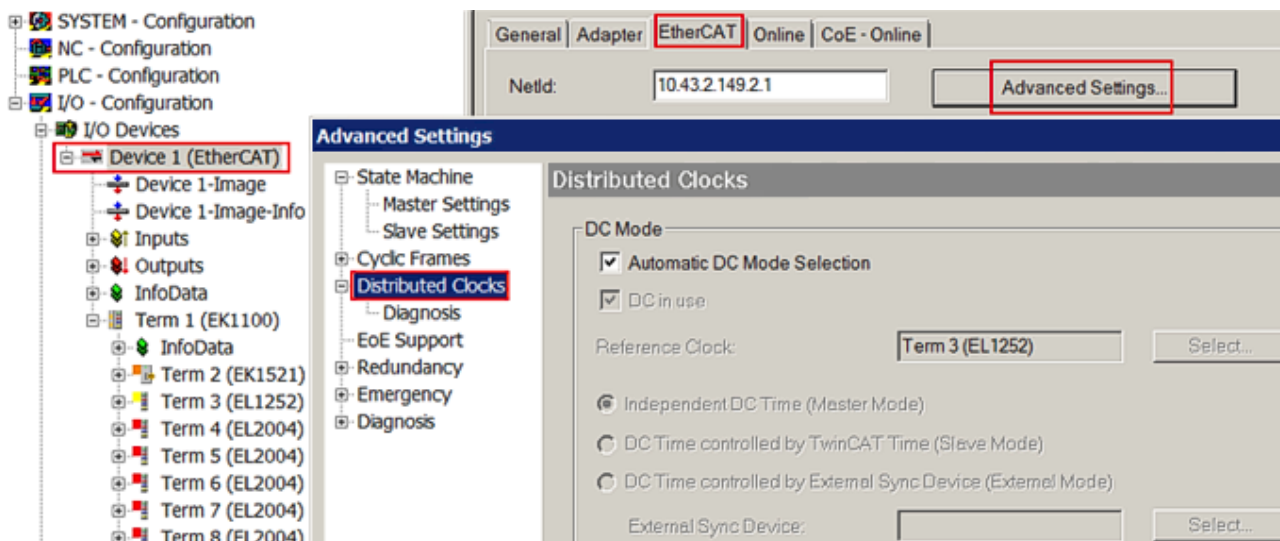 SYSTEM - Configuration
NC - Configuration
PLC - Configuration
I/O - Configuration
I/O Devices
Device 1 (EtherCAT)
Device 1-Image
Device 1-Image-Info
Inputs
Outputs
InfoData
Term 1 (EK1100)
InfoData
Term 2 (EK1521)
Term 3 (EL1252)
Term 4 (EL2004)
Term 5 (EL2004)
Term 6 (EL2004)
Term 7 (EL2004)
Term 8 (EL2004)
General Adapter EtherCAT Online CoE - Online
NetId: 10.43.2.149.2.1 Advanced Settings...
Advanced Settings
State Machine
Master Settings
Slave Settings
Cyclic Frames
Distributed Clocks
Diagnosis
EoE Support
Redundancy
Emergency
Diagnosis
Distributed Clocks
DC Mode
Automatic DC Mode Selection
DC in use
Reference Clock: Term 3 (EL1252) Select...
Independent DC Time (Master Mode)
DC Time controlled by TwinCAT Time (Slave Mode)
DC Time controlled by External Sync Device (External Mode)
External Sync Device: Select...